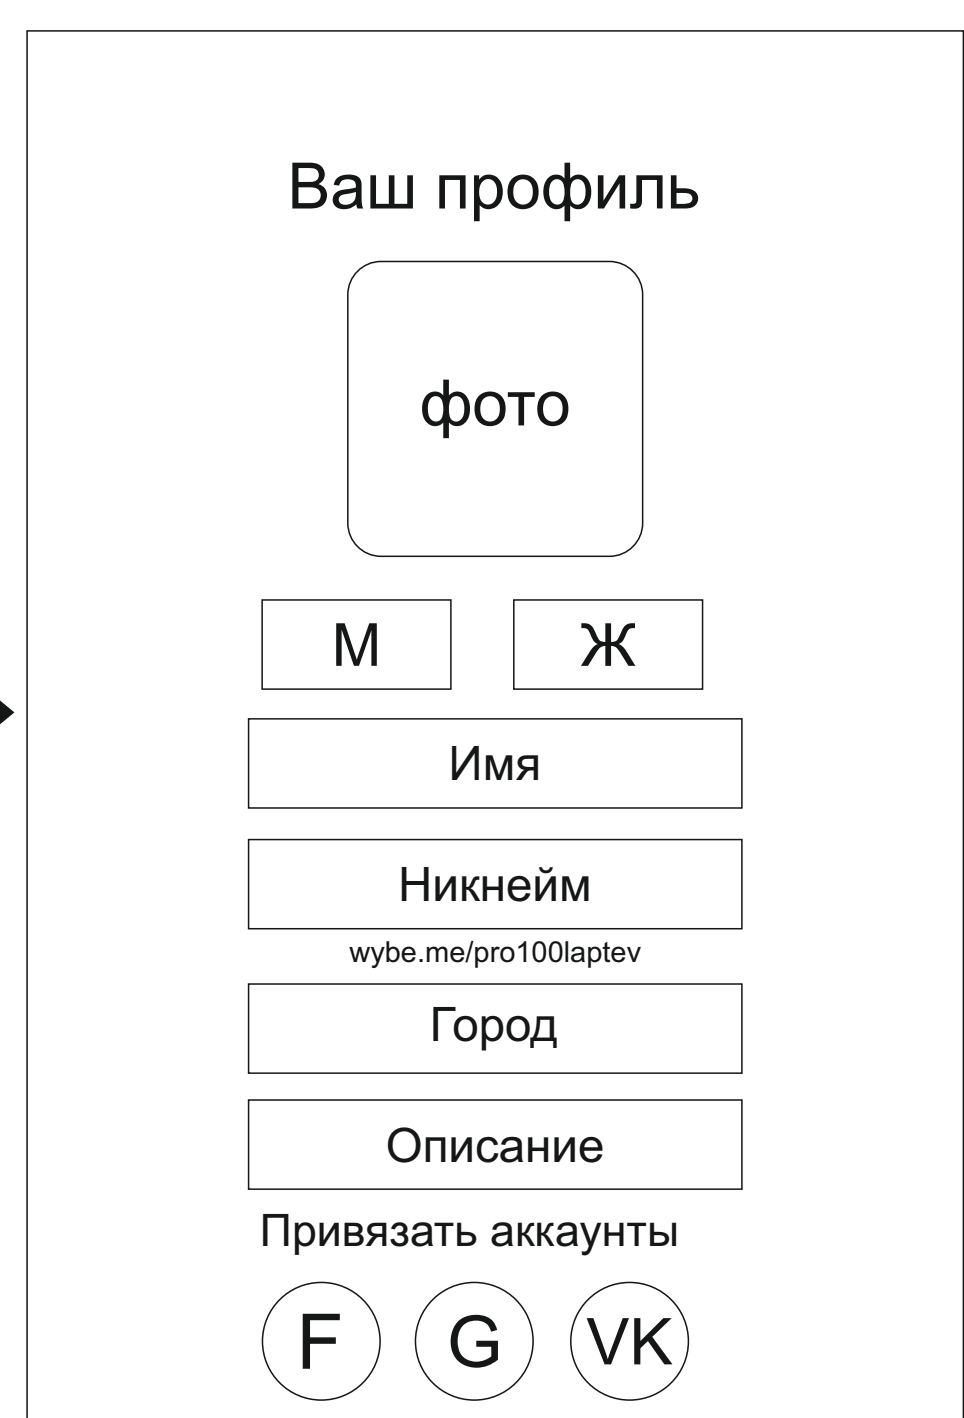 Ваш профиль
фото
М Ж
Имя
Никнейм
wybe.me/pro100laptev
Город
Описание
Привязать аккаунты
F G VK